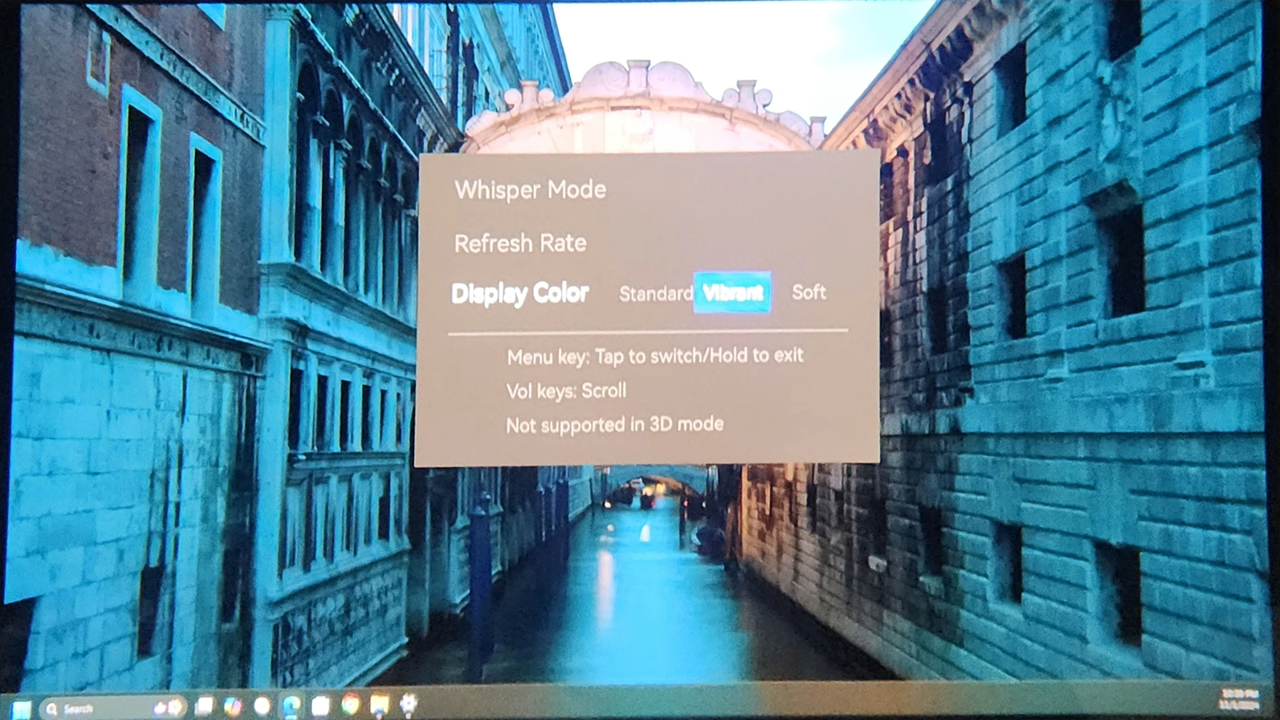 Whisper Mode
Refresh Rate
Display Color Standard Vibrant Soft
Menu key: Tap to switch/Hold to exit
Vol keys: Scroll
Not supported in 3D mode
Search